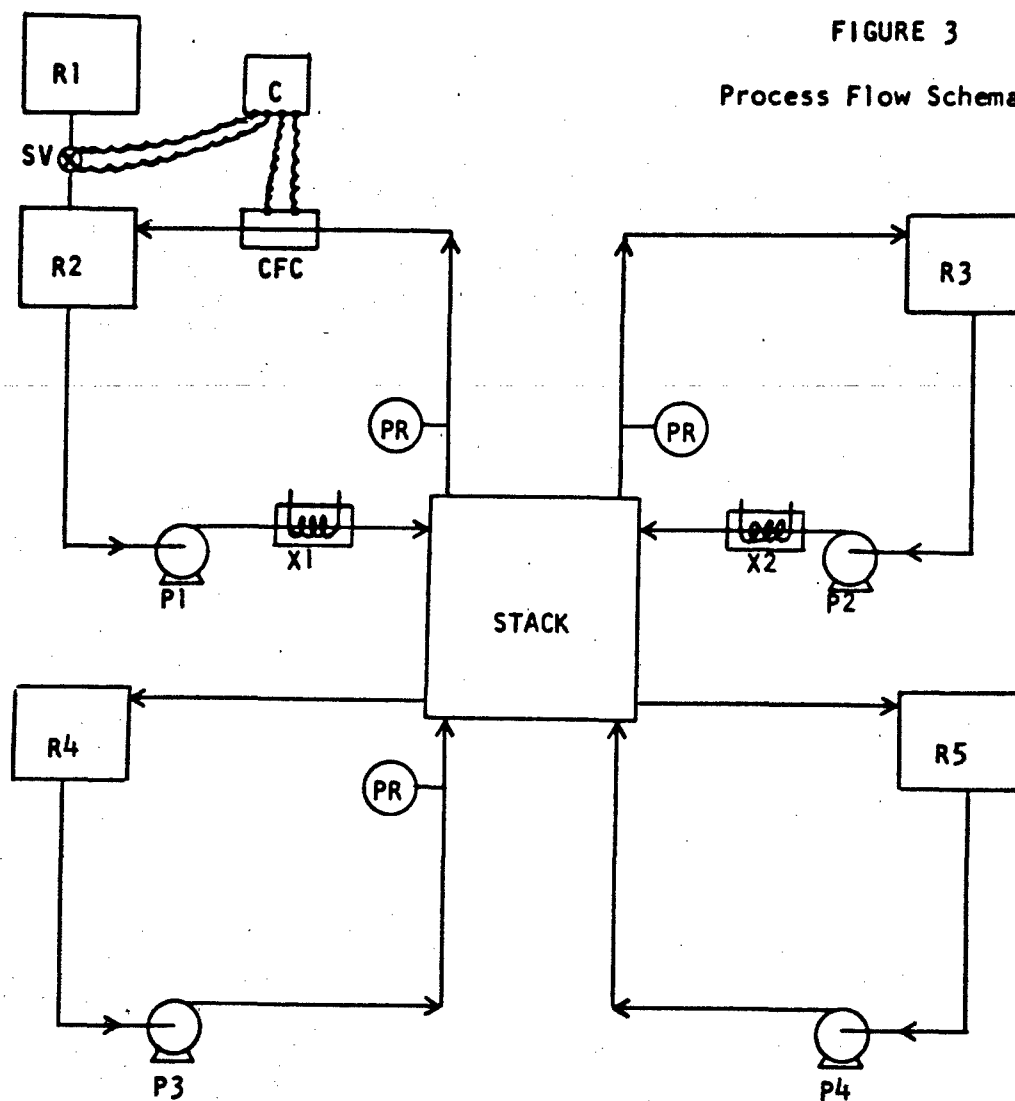 FIGURE 3
Process Flow Schema
R1
C
SV
R2
CFC
R3
PR
PR
X1
X2
P1
P2
STACK
R4
R5
PR
P3
P4